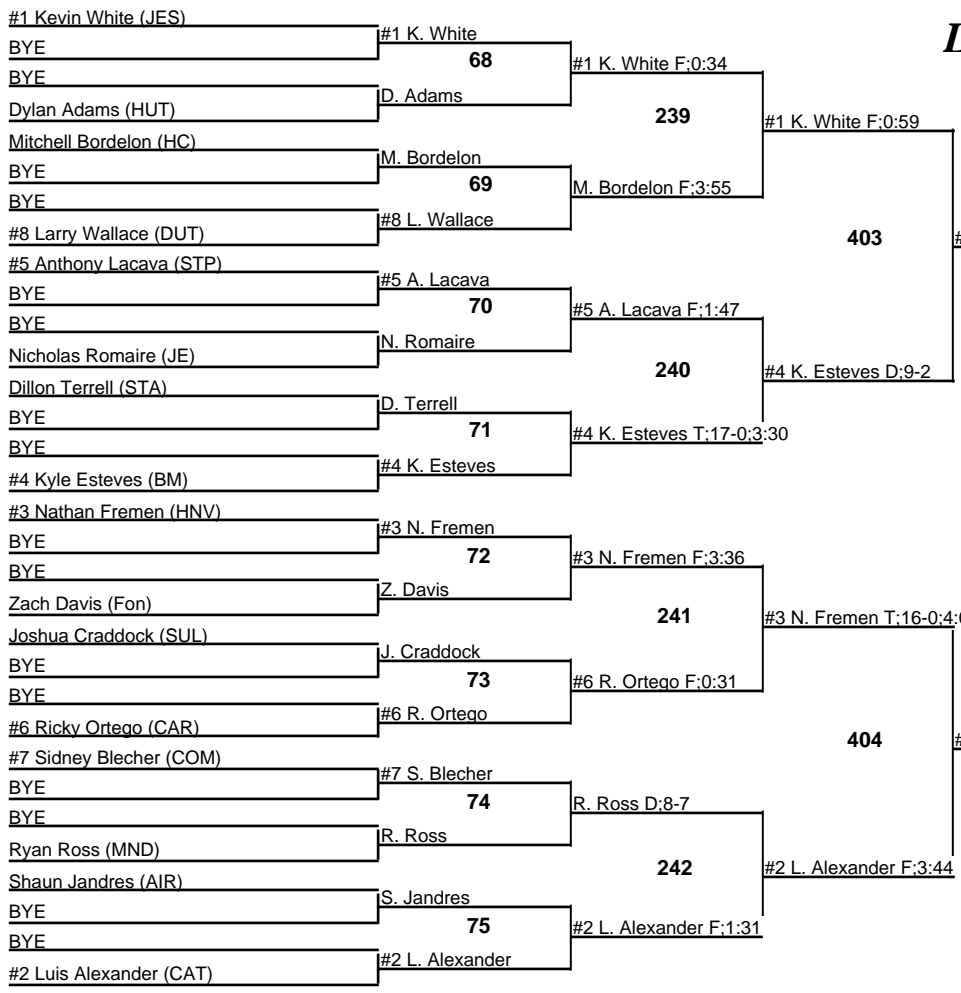 #1 Kevin White (JES)
BYE
BYE
Dylan Adams (HUT)
Mitchell Bordelon (HC)
BYE
BYE
#8 Larry Wallace (DUT)
#5 Anthony Lacava (STP)
BYE
BYE
Nicholas Romaire (JE)
Dillon Terrell (STA)
BYE
BYE
#4 Kyle Esteves (BM)
#3 Nathan Fremen (HNV)
BYE
BYE
Zach Davis (Fon)
Joshua Craddock (SUL)
BYE
BYE
#6 Ricky Ortego (CAR)
#7 Sidney Blecher (COM)
BYE
BYE
Ryan Ross (MND)
Shaun Jandres (AIR)
BYE
BYE
#2 Luis Alexander (CAT)
#1 K. White
68
D. Adams
M. Bordelon
69
#8 L. Wallace
#5 A. Lacava
70
N. Romaire
D. Terrell
71
#4 K. Esteves
#3 N. Fremen
72
Z. Davis
J. Craddock
73
#6 R. Ortego
#7 S. Blecher
74
R. Ross
S. Jandres
75
#2 L. Alexander
#1 K. White F;0:34
239
M. Bordelon F;3:55
#5 A. Lacava F;1:47
240
#4 K. Esteves T;17-0;3:30
#3 N. Fremen F;3:36
241
#6 R. Ortego F;0:31
R. Ross D;8-7
242
#2 L. Alexander F;1:31
#1 K. White F;0:59
403
#4 K. Esteves D;9-2
#3 N. Fremen T;16-0;4:
404
#2 L. Alexander F;3:44
L
#
#